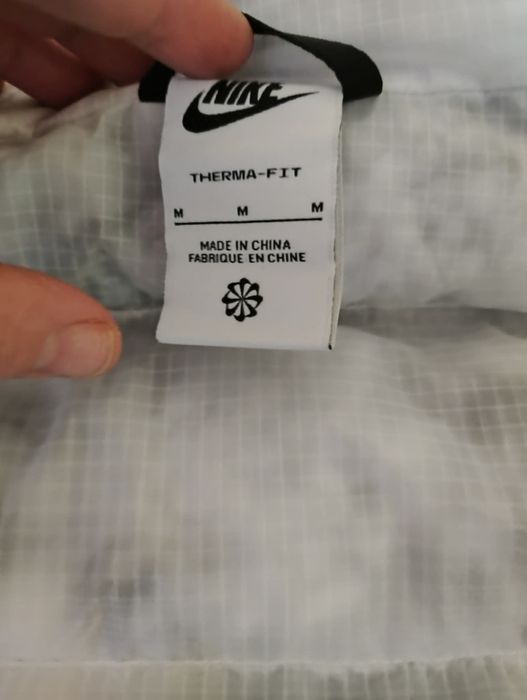 NIKE
THERMA-FIT
M M M
MADE IN CHINA
FABRIQUE EN CHINE